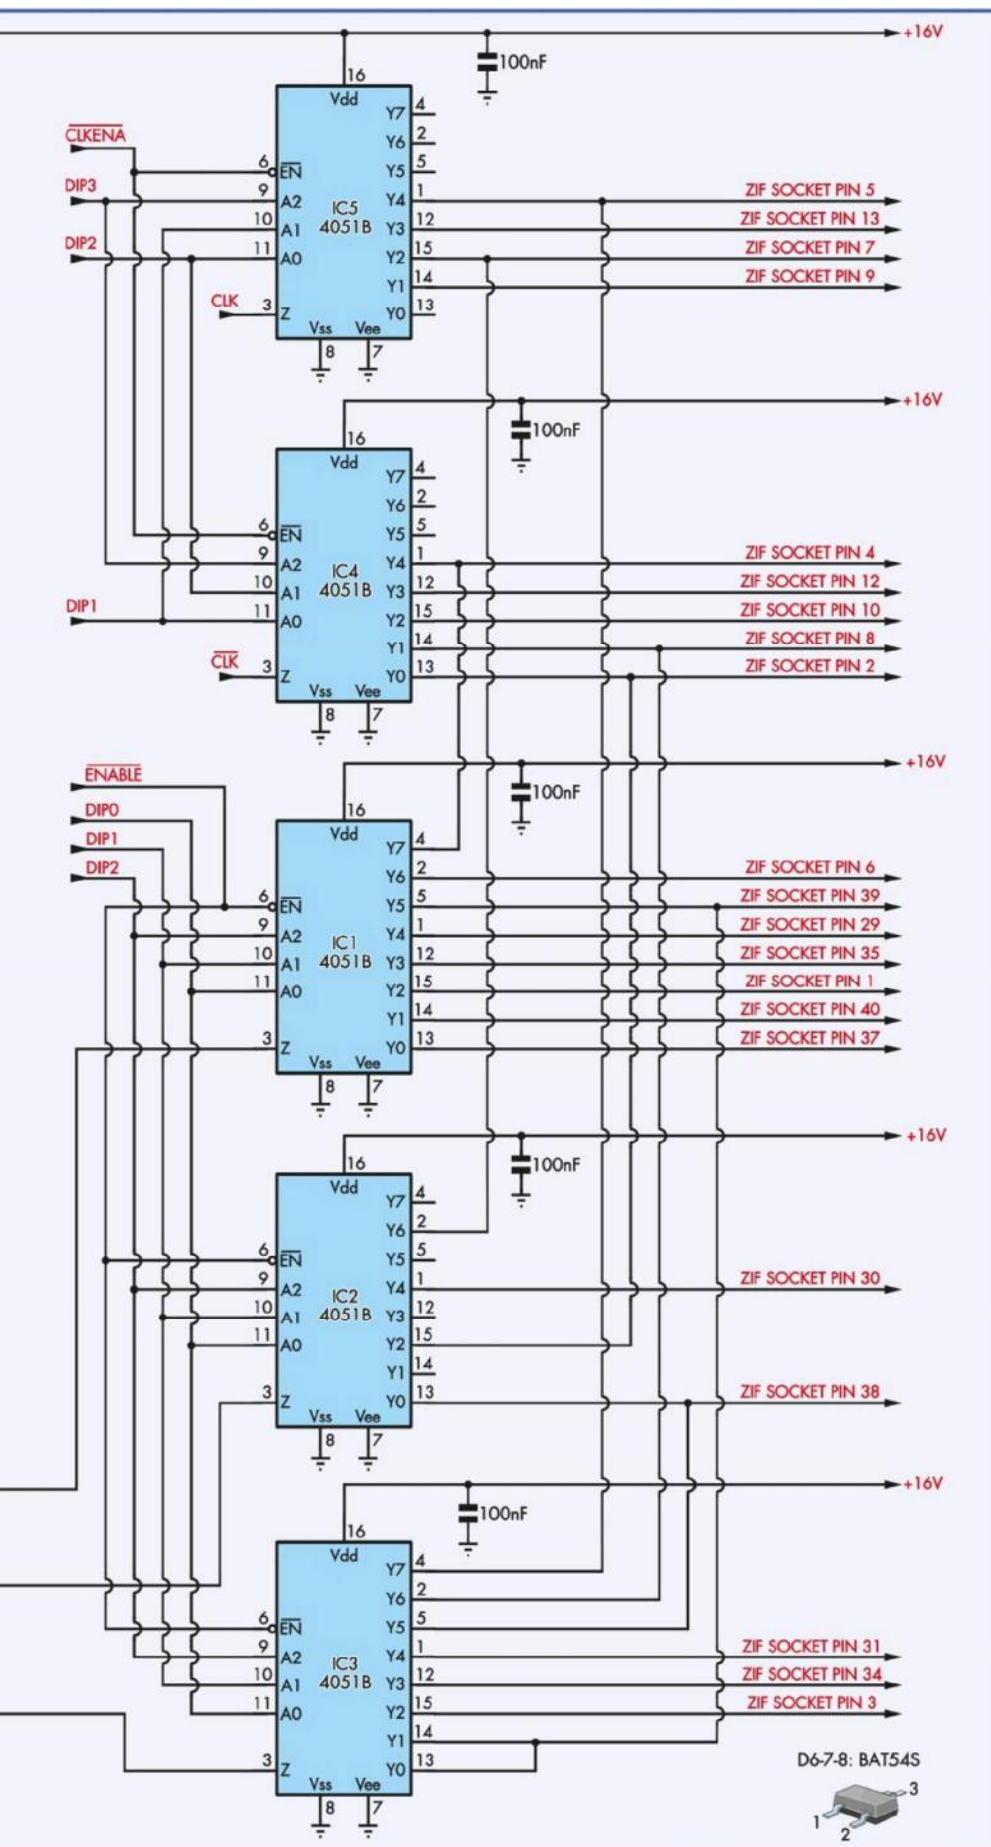 +16V
100nF
16
Vdd
Y7 4
CLKENA
Y6 2
6 EN Y5 5
DIP3 9 A2 IC5 Y4 1 ZIF SOCKET PIN 5
10 A1 4051B Y3 12 ZIF SOCKET PIN 13
DIP2 11 A0 Y2 15 ZIF SOCKET PIN 7
Y1 14 ZIF SOCKET PIN 9
CLK 3 Z Y0 13
Vss Vee
8 7
+16V
100nF
16
Vdd
Y7 4
Y6 2
6 EN Y5 5
9 A2 IC4 Y4 1 ZIF SOCKET PIN 4
10 A1 4051B Y3 12 ZIF SOCKET PIN 12
DIP1 11 A0 Y2 15 ZIF SOCKET PIN 10
Y1 14 ZIF SOCKET PIN 8
CLK 3 Z Y0 13 ZIF SOCKET PIN 2
Vss Vee
8 7
+16V
ENABLE
100nF
DIP0
16
Vdd
DIP1
Y7 4
DIP2
Y6 2 ZIF SOCKET PIN 6
6 EN Y5 5 ZIF SOCKET PIN 39
9 A2 IC1 Y4 1 ZIF SOCKET PIN 29
10 A1 4051B Y3 12 ZIF SOCKET PIN 35
11 A0 Y2 15 ZIF SOCKET PIN 1
Y1 14 ZIF SOCKET PIN 40
3 Z Y0 13 ZIF SOCKET PIN 37
Vss Vee
8 7
+16V
100nF
16
Vdd
Y7 4
Y6 2
6 EN Y5 5
9 A2 IC2 Y4 1 ZIF SOCKET PIN 30
10 A1 4051B Y3 12
11 A0 Y2 15
Y1 14
3 Z Y0 13 ZIF SOCKET PIN 38
Vss Vee
8 7
+16V
100nF
16
Vdd
Y7 4
Y6 2
6 EN Y5 5
9 A2 IC3 Y4 1 ZIF SOCKET PIN 31
10 A1 4051B Y3 12 ZIF SOCKET PIN 34
11 A0 Y2 15 ZIF SOCKET PIN 3
Y1 14
3 Z Y0 13
Vss Vee
8 7
D6-7-8: BAT54S
3
1
2